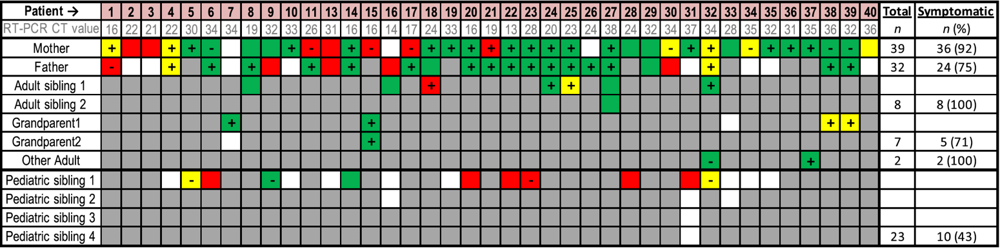 Patient → 1 2 3 4 5 6 7 8 9 10 11 13 14 15 16 17 18 19 20 21 22 23 24 25 26 27 28 29 30 31 32 33 34 35 36 37 38 39 40 Total Symptomatic
RT-PCR CT value 16 22 21 22 30 34 34 19 32 33 26 31 16 16 14 17 24 33 16 19 13 28 20 23 24 38 24 32 34 37 34 28 35 32 31 35 36 32 36 n n (%)
Mother + + + - + - + - - + + + + + + + + + - + + - + + + - - 39 36 (92)
Father - + + + + + + + + + + + + + + + + + 32 24 (75)
Adult sibling 1 + + + +
Adult sibling 2 8 8 (100)
Grandparent1 + + + +
Grandparent2 + 7 5 (71)
Other Adult - + 2 2 (100)
Pediatric sibling 1 - - - -
Pediatric sibling 2
Pediatric sibling 3
Pediatric sibling 4 23 10 (43)